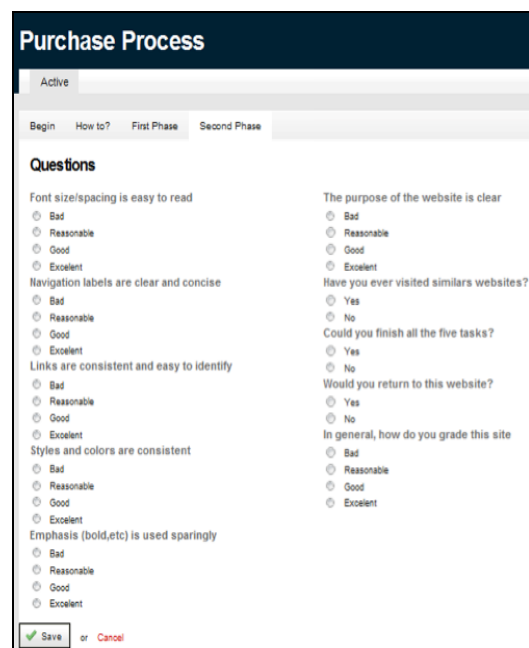 Purchase Process
Active
Begin How to? First Phase Second Phase
Questions
Font size/spacing is easy to read
Bad
Reasonable
Good
Excelent
Navigation labels are clear and concise
Bad
Reasonable
Good
Excelent
Links are consistent and easy to identify
Bad
Reasonable
Good
Excelent
Styles and colors are consistent
Bad
Reasonable
Good
Excelent
Emphasis (bold,etc) is used sparingly
Bad
Reasonable
Good
Excelent
The purpose of the website is clear
Bad
Reasonable
Good
Excelent
Have you ever visited similars websites?
Yes
No
Could you finish all the five tasks?
Yes
No
Would you return to this website?
Yes
No
In general, how do you grade this site
Bad
Reasonable
Good
Excelent
Save or Cancel